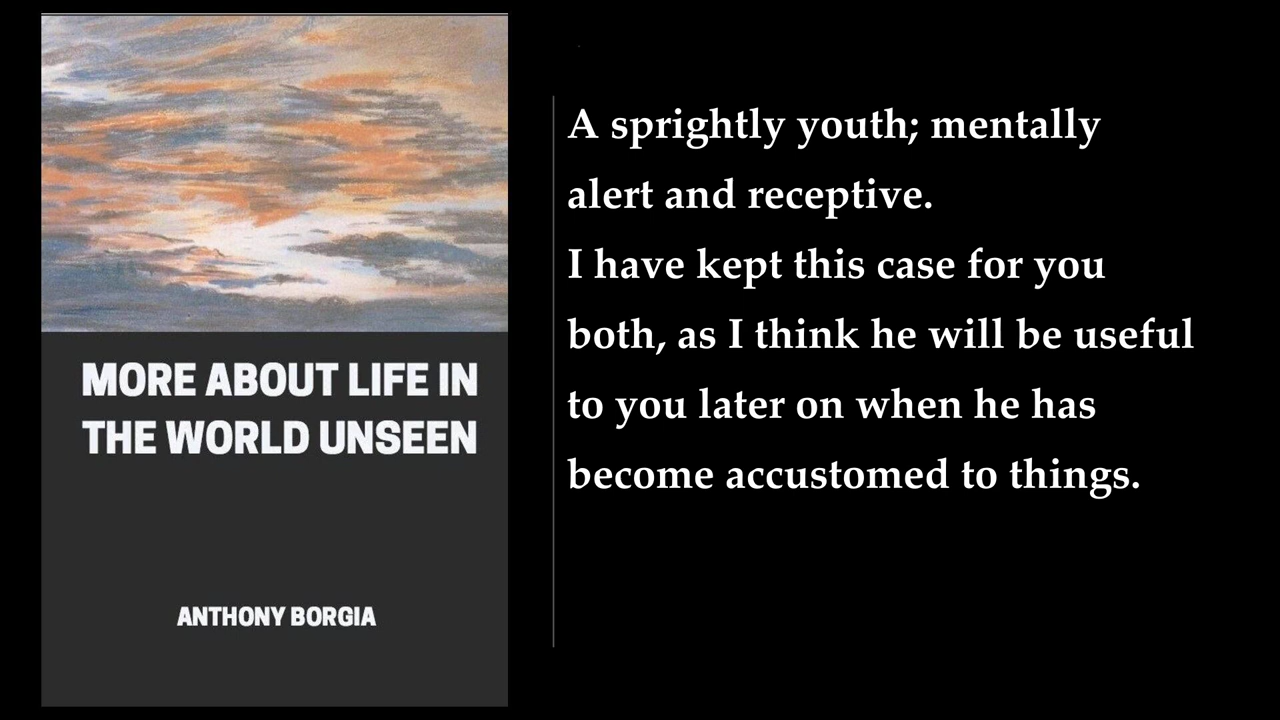 MORE ABOUT LIFE IN
THE WORLD UNSEEN
ANTHONY BORGIA
A sprightly youth; mentally
alert and receptive.
I have kept this case for you
both, as I think he will be useful
to you later on when he has
become accustomed to things.